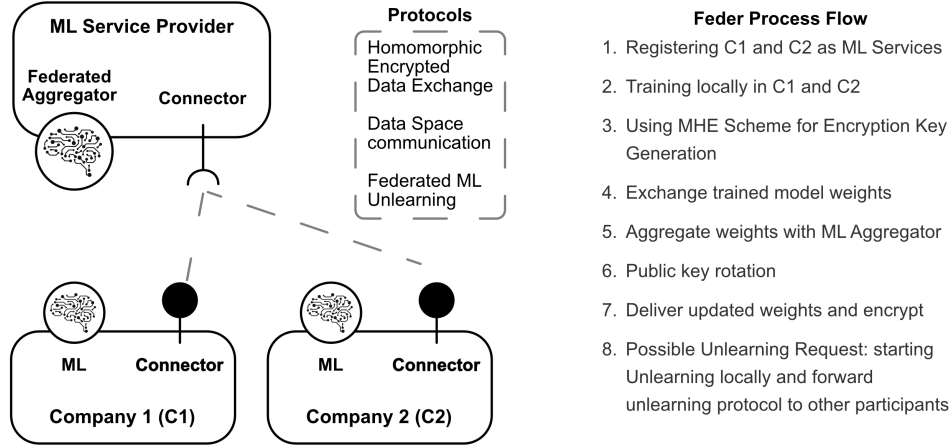 ML Service Provider
Federated
Aggregator
Connector
Protocols
Homomorphic
Encrypted
Data Exchange
Data Space
communication
Federated ML
Unlearning
ML
Connector
Company 1 (C1)
ML
Connector
Company 2 (C2)
Feder Process Flow
1. Registering C1 and C2 as ML Services
2. Training locally in C1 and C2
3. Using MHE Scheme for Encryption Key
Generation
4. Exchange trained model weights
5. Aggregate weights with ML Aggregator
6. Public key rotation
7. Deliver updated weights and encrypt
8. Possible Unlearning Request: starting
Unlearning locally and forward
unlearning protocol to other participants